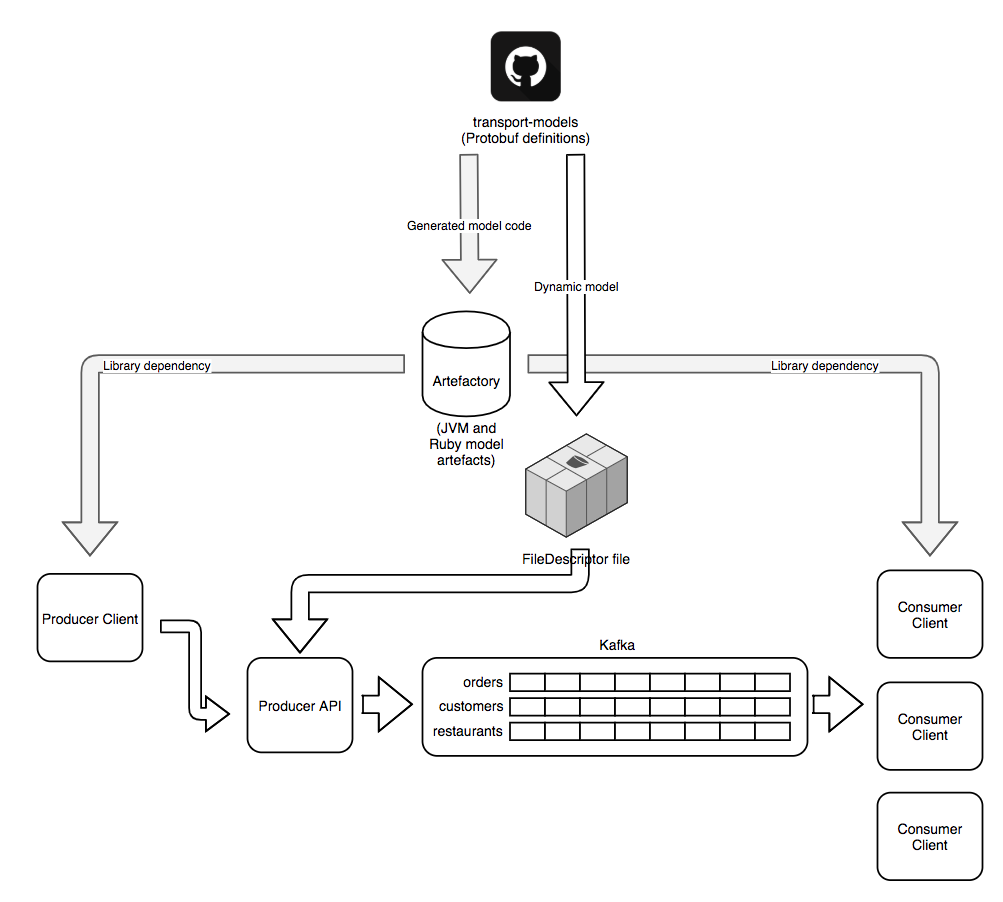 transport-models
(Protobuf definitions)
Generated model code
Dynamic model
Library dependency
Library dependency
Artefactory
(JVM and
Ruby model
artefacts)
FileDescriptor file
Producer Client
Consumer
Client
Kafka
Producer API
orders
customers
restaurants
Consumer
Client
Consumer
Client